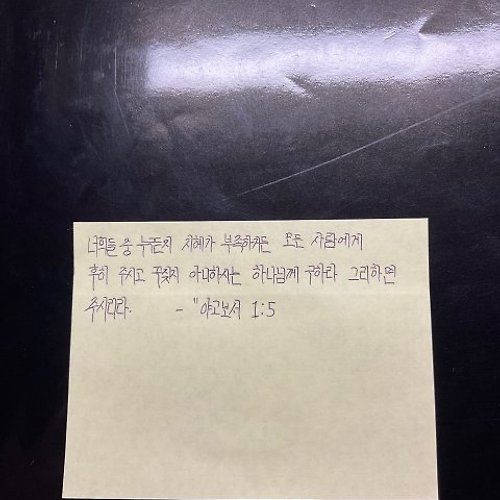 너희들 중 누군지 지혜가 부족하거든 모든 사람에게
후히 주시고 꾸짖지 아니하시는 하나님께 구하라 그리하면
주시리라. - "야고보서 1:5